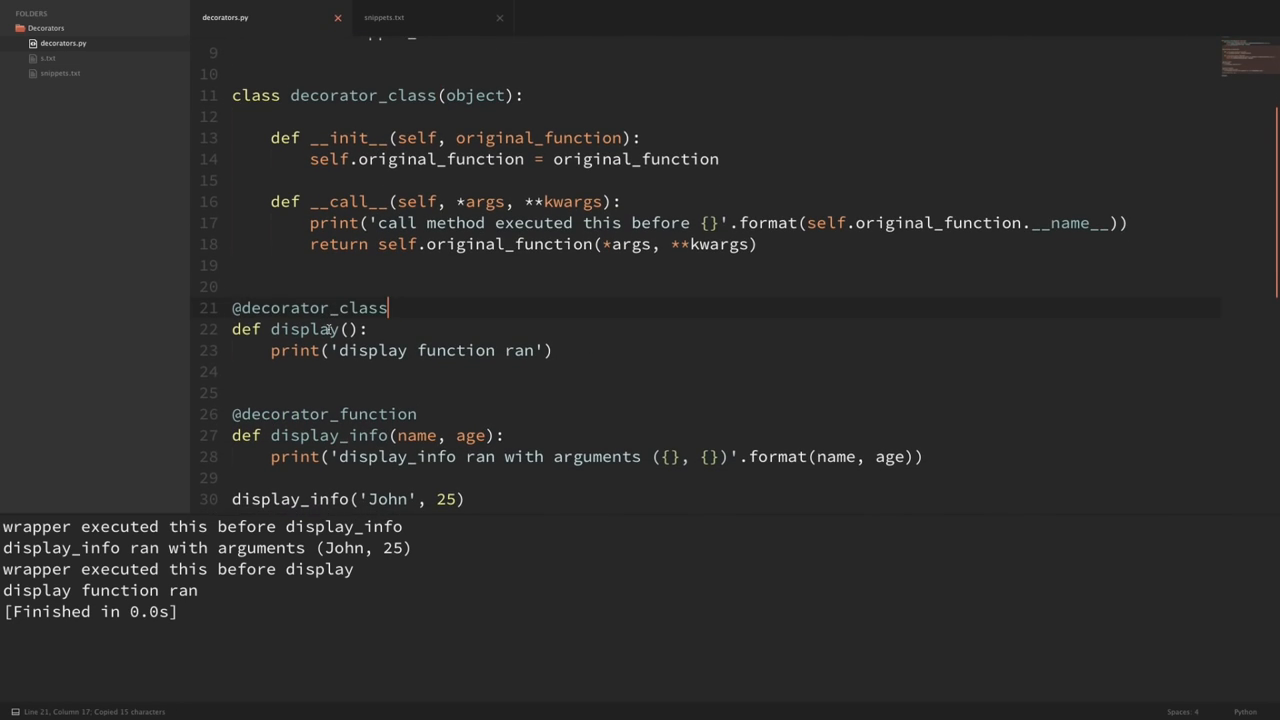 FOLDERS
Decorators
decorators.py
s.txt
snippets.txt
decorators.py
snippets.txt
9
10
11 class decorator_class(object):
12
13     def __init__(self, original_function):
14         self.original_function = original_function
15
16     def __call__(self, *args, **kwargs):
17         print('call method executed this before {}'.format(self.original_function.__name__))
18         return self.original_function(*args, **kwargs)
19
20
21 @decorator_class
22 def display():
23     print('display function ran')
24
25
26 @decorator_function
27 def display_info(name, age):
28     print('display_info ran with arguments ({}, {})'.format(name, age))
29
30 display_info('John', 25)
wrapper executed this before display_info
display_info ran with arguments (John, 25)
wrapper executed this before display
display function ran
[Finished in 0.0s]
Line 21, Column 17; Copied 15 characters
Spaces: 4
Python